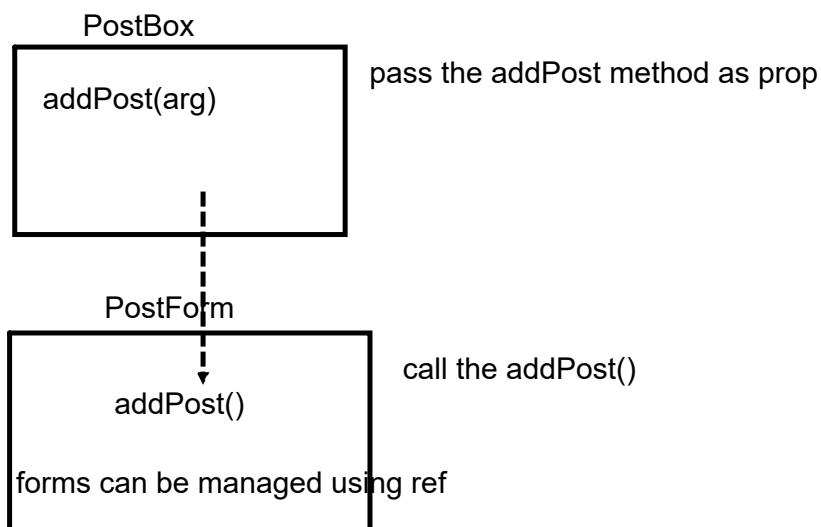 PostBox
pass the addPost method as prop
addPost(arg)
PostForm
call the addPost()
addPost()
forms can be managed using ref